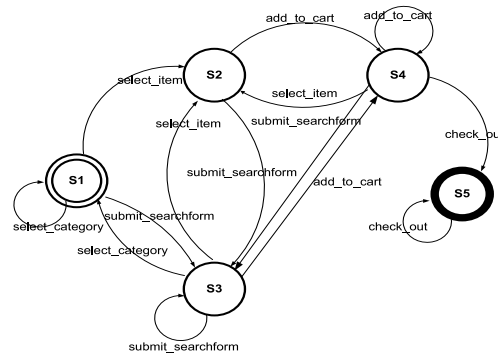 add_to_cart
add_to_cart
S2
S4
select_item
select_item
select_item
submit_searchform
check_out
submit_searchform
S1
add_to_cart
S5
submit_searchform
select_category
check_out
select_category
S3
submit_searchform